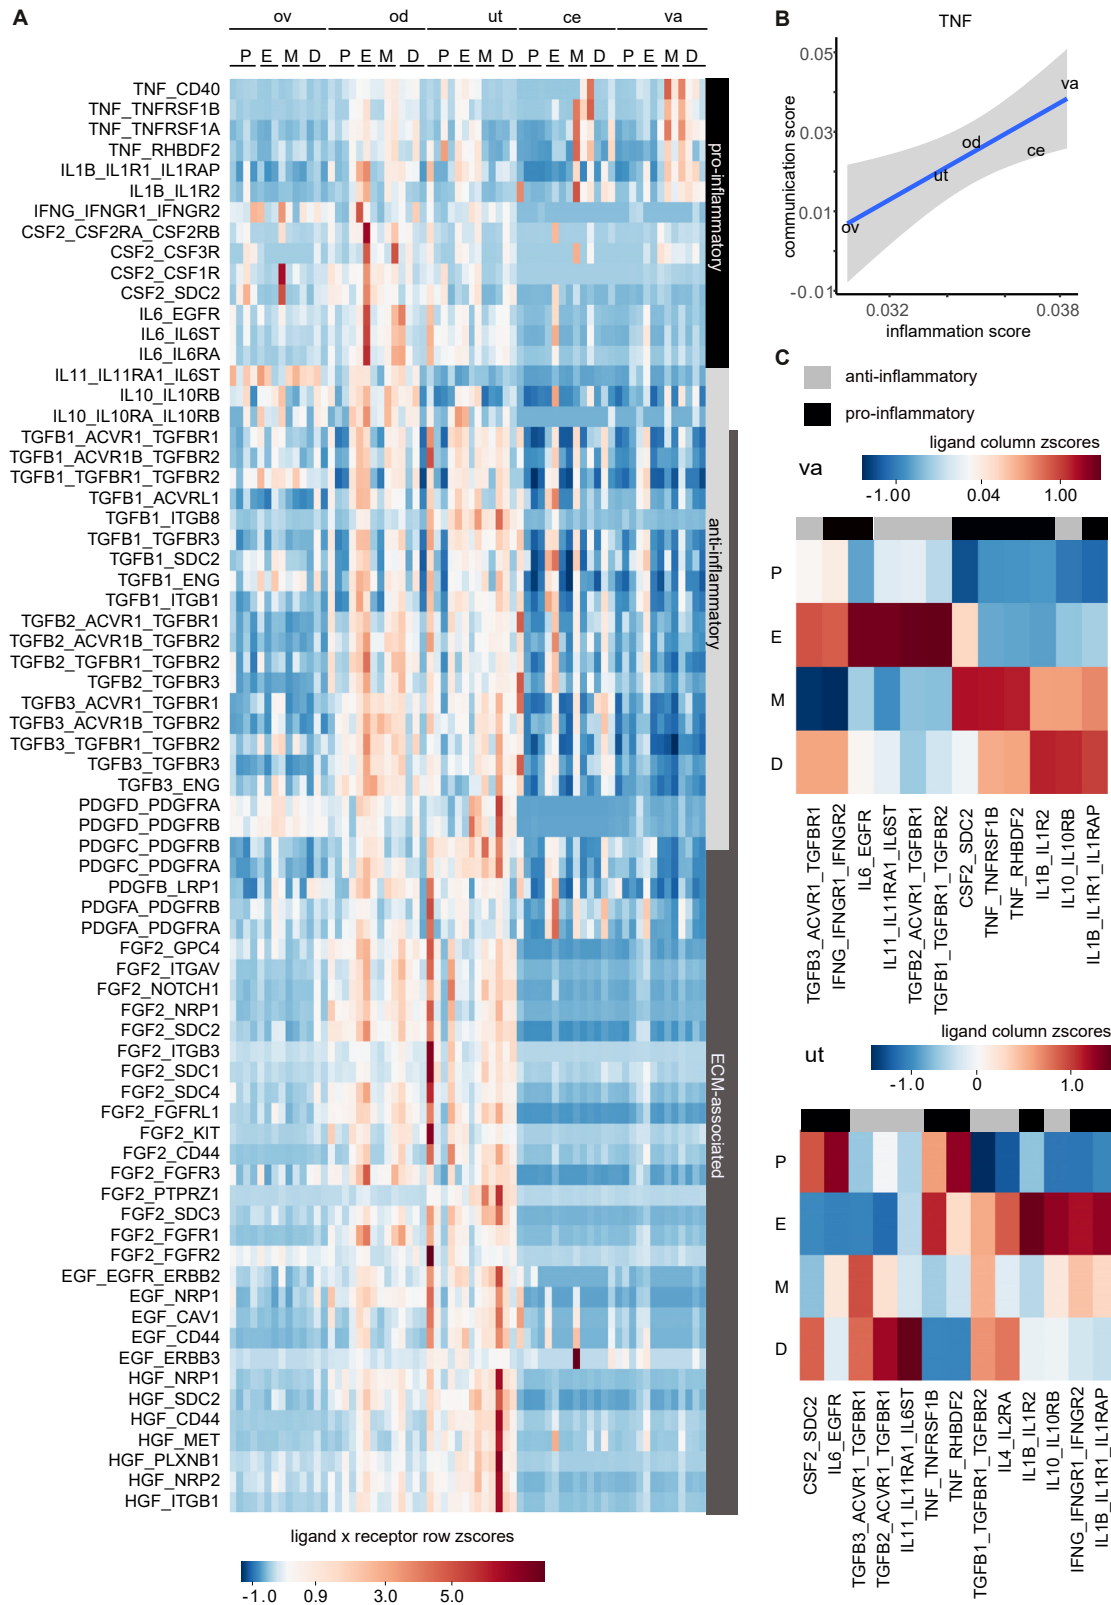 A
ov od ut ce va
P E M D P E M D P E M D P E M D P E M D
TNF_CD40
TNF_TNFRSF1B
TNF_TNFRSF1A
TNF_RHBDF2
IL1B_IL1R1_IL1RAP
IL1B_IL1R2
IFNG_IFNGR1_IFNGR2
CSF2_CSF2RA_CSF2RB
CSF2_CSF3R
CSF2_CSF1R
CSF2_SDC2
IL6_EGFR
IL6_IL6ST
IL6_IL6RA
IL11_IL11RA1_IL6ST
IL10_IL10RB
IL10_IL10RA_IL10RB
TGFB1_ACVR1_TGFBR1
TGFB1_ACVR1B_TGFBR2
TGFB1_TGFBR1_TGFBR2
TGFB1_ACVRL1
TGFB1_ITGB8
TGFB1_TGFBR3
TGFB1_SDC2
TGFB1_ENG
TGFB1_ITGB1
TGFB2_ACVR1_TGFBR1
TGFB2_ACVR1B_TGFBR2
TGFB2_TGFBR1_TGFBR2
TGFB2_TGFBR3
TGFB3_ACVR1_TGFBR1
TGFB3_ACVR1B_TGFBR2
TGFB3_TGFBR1_TGFBR2
TGFB3_TGFBR3
TGFB3_ENG
PDGFD_PDGFRA
PDGFD_PDGFRB
PDGFC_PDGFRB
PDGFC_PDGFRA
PDGFB_LRP1
PDGFA_PDGFRB
PDGFA_PDGFRA
FGF2_GPC4
FGF2_ITGAV
FGF2_NOTCH1
FGF2_NRP1
FGF2_SDC2
FGF2_ITGB3
FGF2_SDC1
FGF2_SDC4
FGF2_FGFRL1
FGF2_KIT
FGF2_CD44
FGF2_FGFR3
FGF2_PTPRZ1
FGF2_SDC3
FGF2_FGFR1
FGF2_FGFR2
EGF_EGFR_ERBB2
EGF_NRP1
EGF_CAV1
EGF_CD44
EGF_ERBB3
HGF_NRP1
HGF_SDC2
HGF_CD44
HGF_MET
HGF_PLXNB1
HGF_NRP2
HGF_ITGB1
pro-inflammatory
anti-inflammatory
ECM-associated
ligand x receptor row zscores
-1.0 0.9 3.0 5.0
B
TNF
communication score
0.05
0.03
0.01
-0.01
va
od
ce
ut
ov
0.032 0.038
inflammation score
C
anti-inflammatory
pro-inflammatory
ligand column zscores
va
-1.00 0.04 1.00
P
E
M
D
TGFB3_ACVR1_TGFBR1
IFNG_IFNGR1_IFNGR2
IL6_EGFR
IL11_IL11RA1_IL6ST
TGFB2_ACVR1_TGFBR1
TGFB1_TGFBR1_TGFBR2
CSF2_SDC2
TNF_TNFRSF1B
TNF_RHBDF2
IL1B_IL1R2
IL10_IL10RB
IL1B_IL1R1_IL1RAP
ligand column zscores
ut
-1.0 0 1.0
P
E
M
D
CSF2_SDC2
IL6_EGFR
TGFB3_ACVR1_TGFBR1
TGFB2_ACVR1_TGFBR1
IL11_IL11RA1_IL6ST
TNF_TNFRSF1B
TNF_RHBDF2
TGFB1_TGFBR1_TGFBR2
IL4_IL2RA
IL1B_IL1R2
IL10_IL10RB
IFNG_IFNGR1_IFNGR2
IL1B_IL1R1_IL1RAP